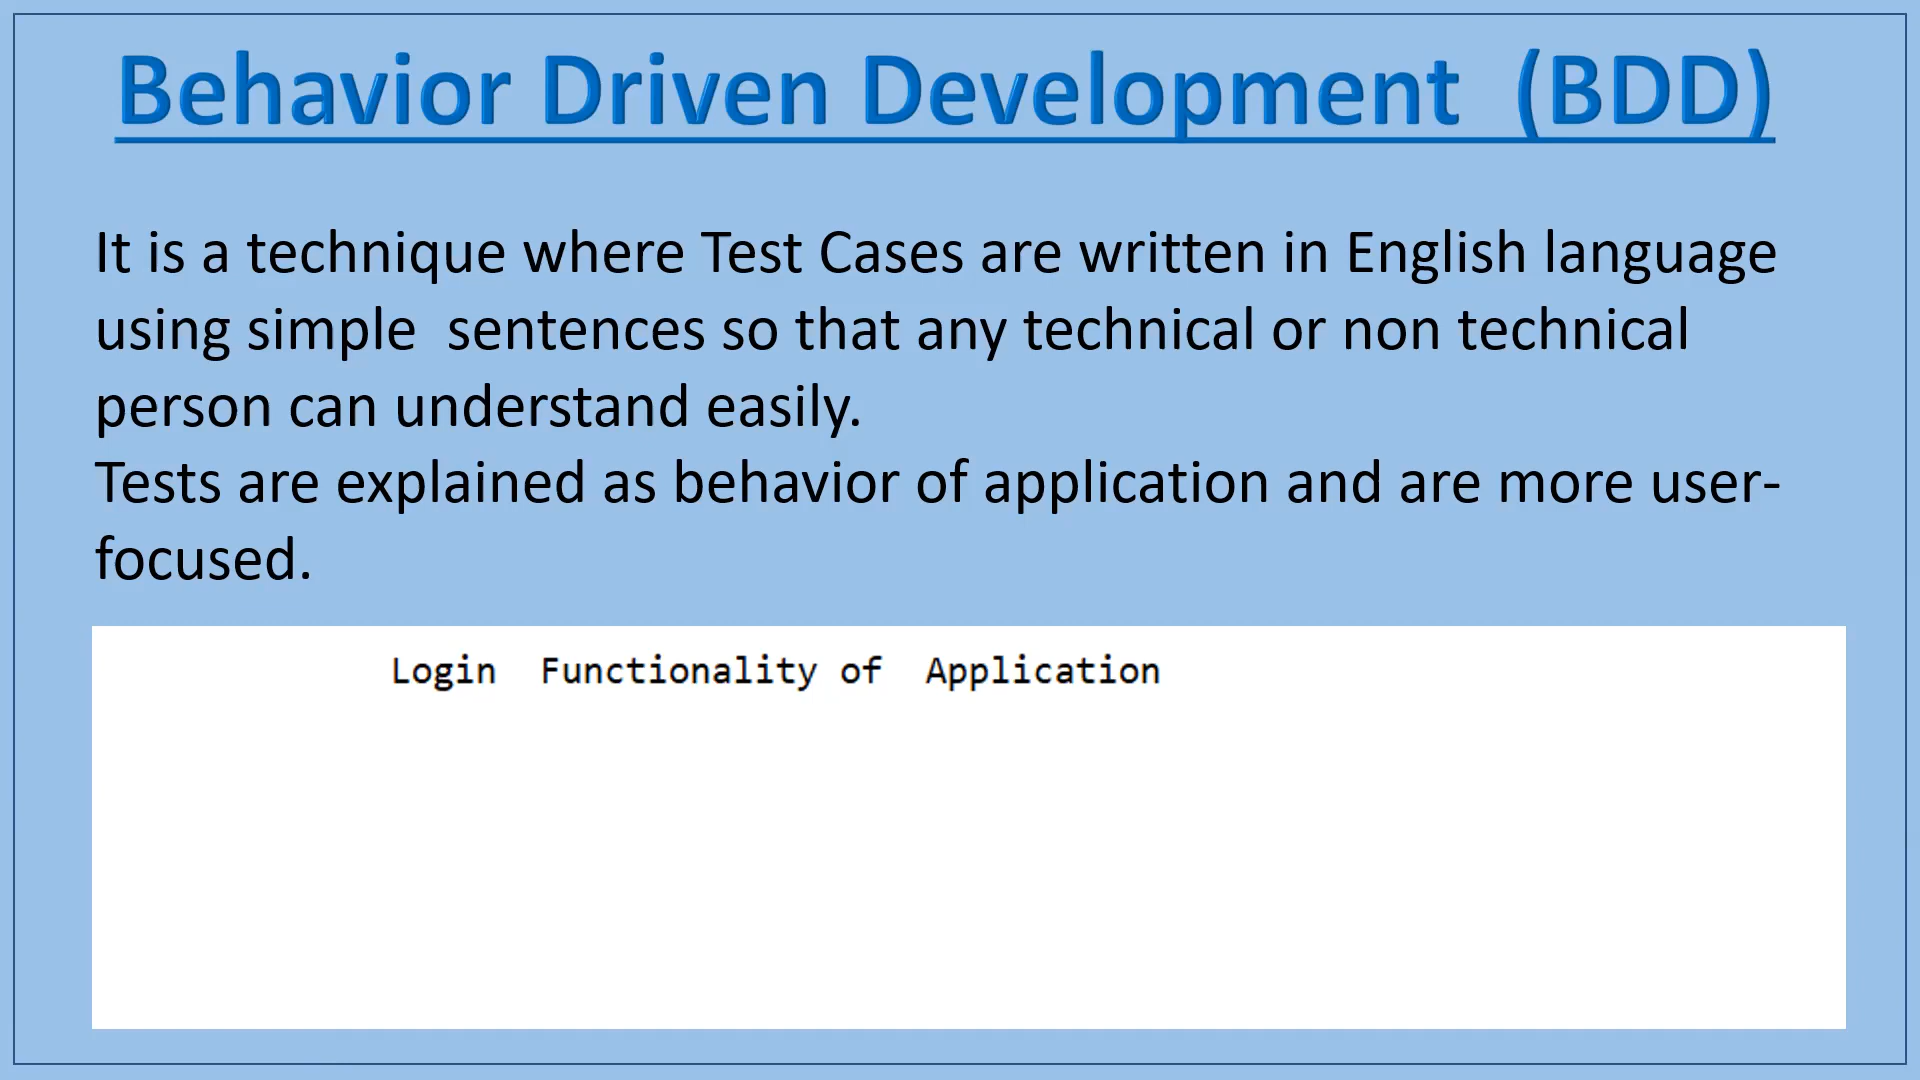 Behavior Driven Development (BDD)
It is a technique where Test Cases are written in English language
using simple sentences so that any technical or non technical
person can understand easily.
Tests are explained as behavior of application and are more user-
focused.
Login Functionality of Application